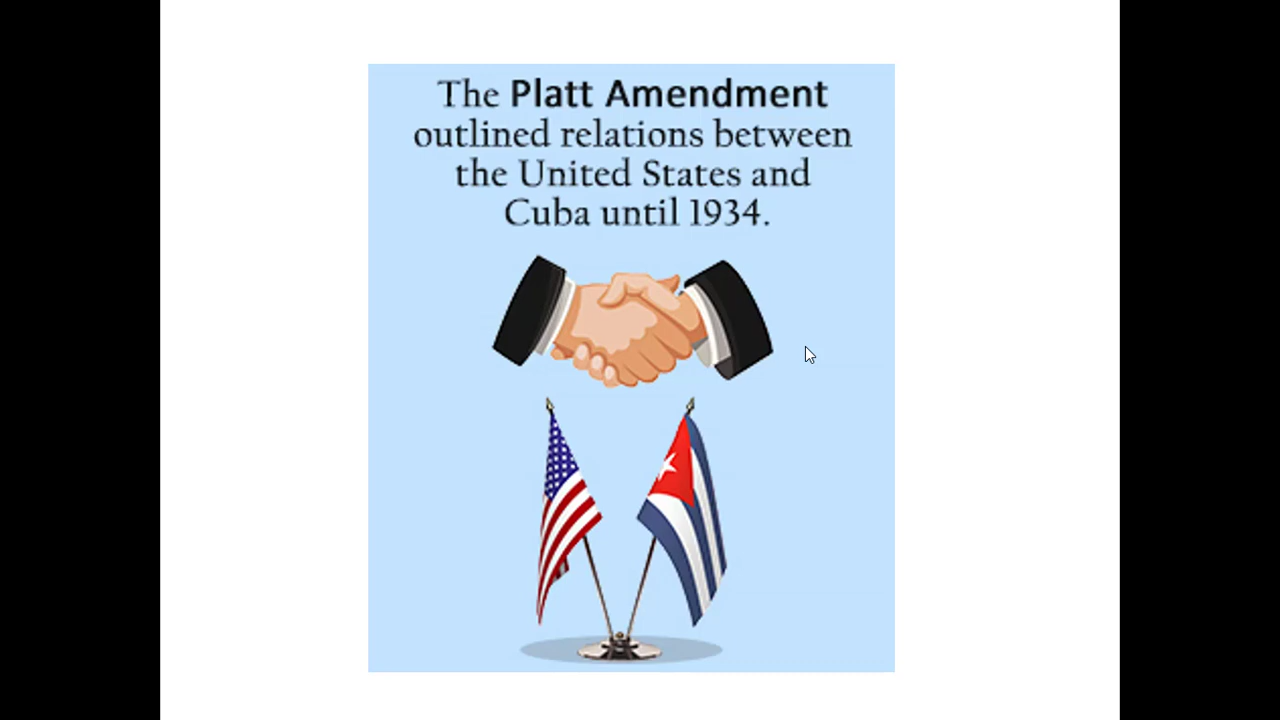 The Platt Amendment
outlined relations between
the United States and
Cuba until 1934.